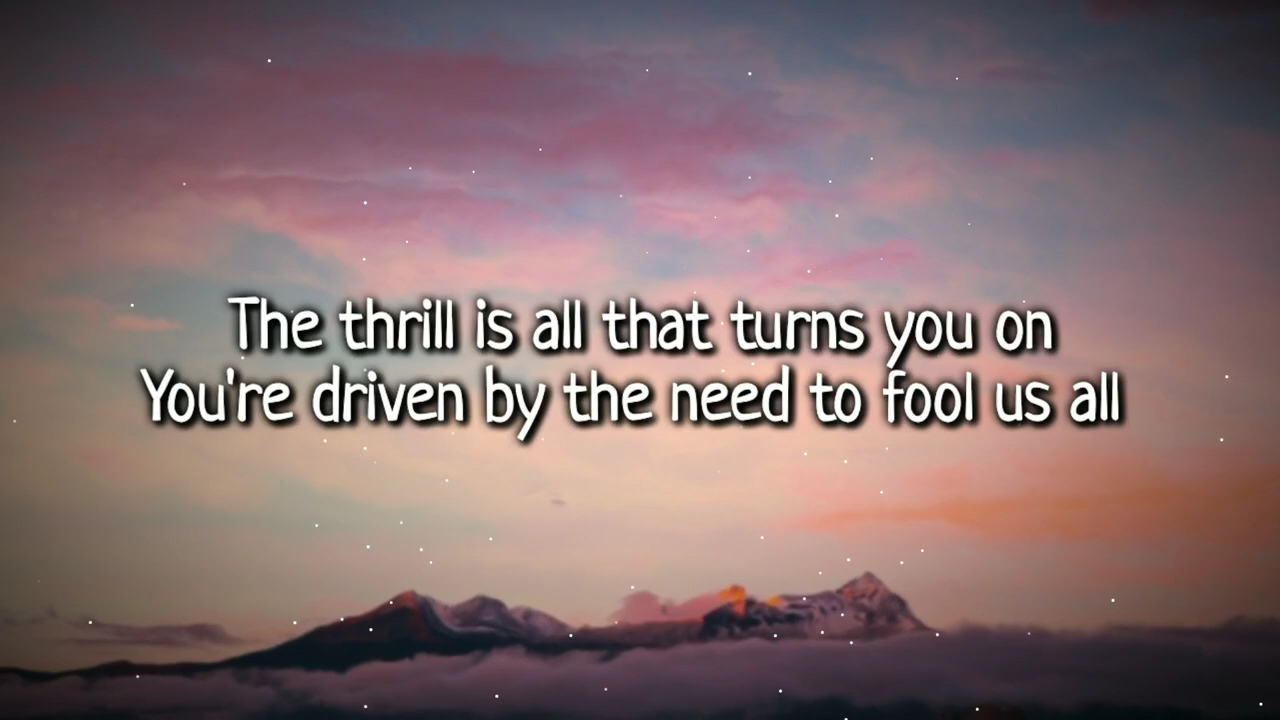 The thrill is all that turns you on
You're driven by the need to fool us all